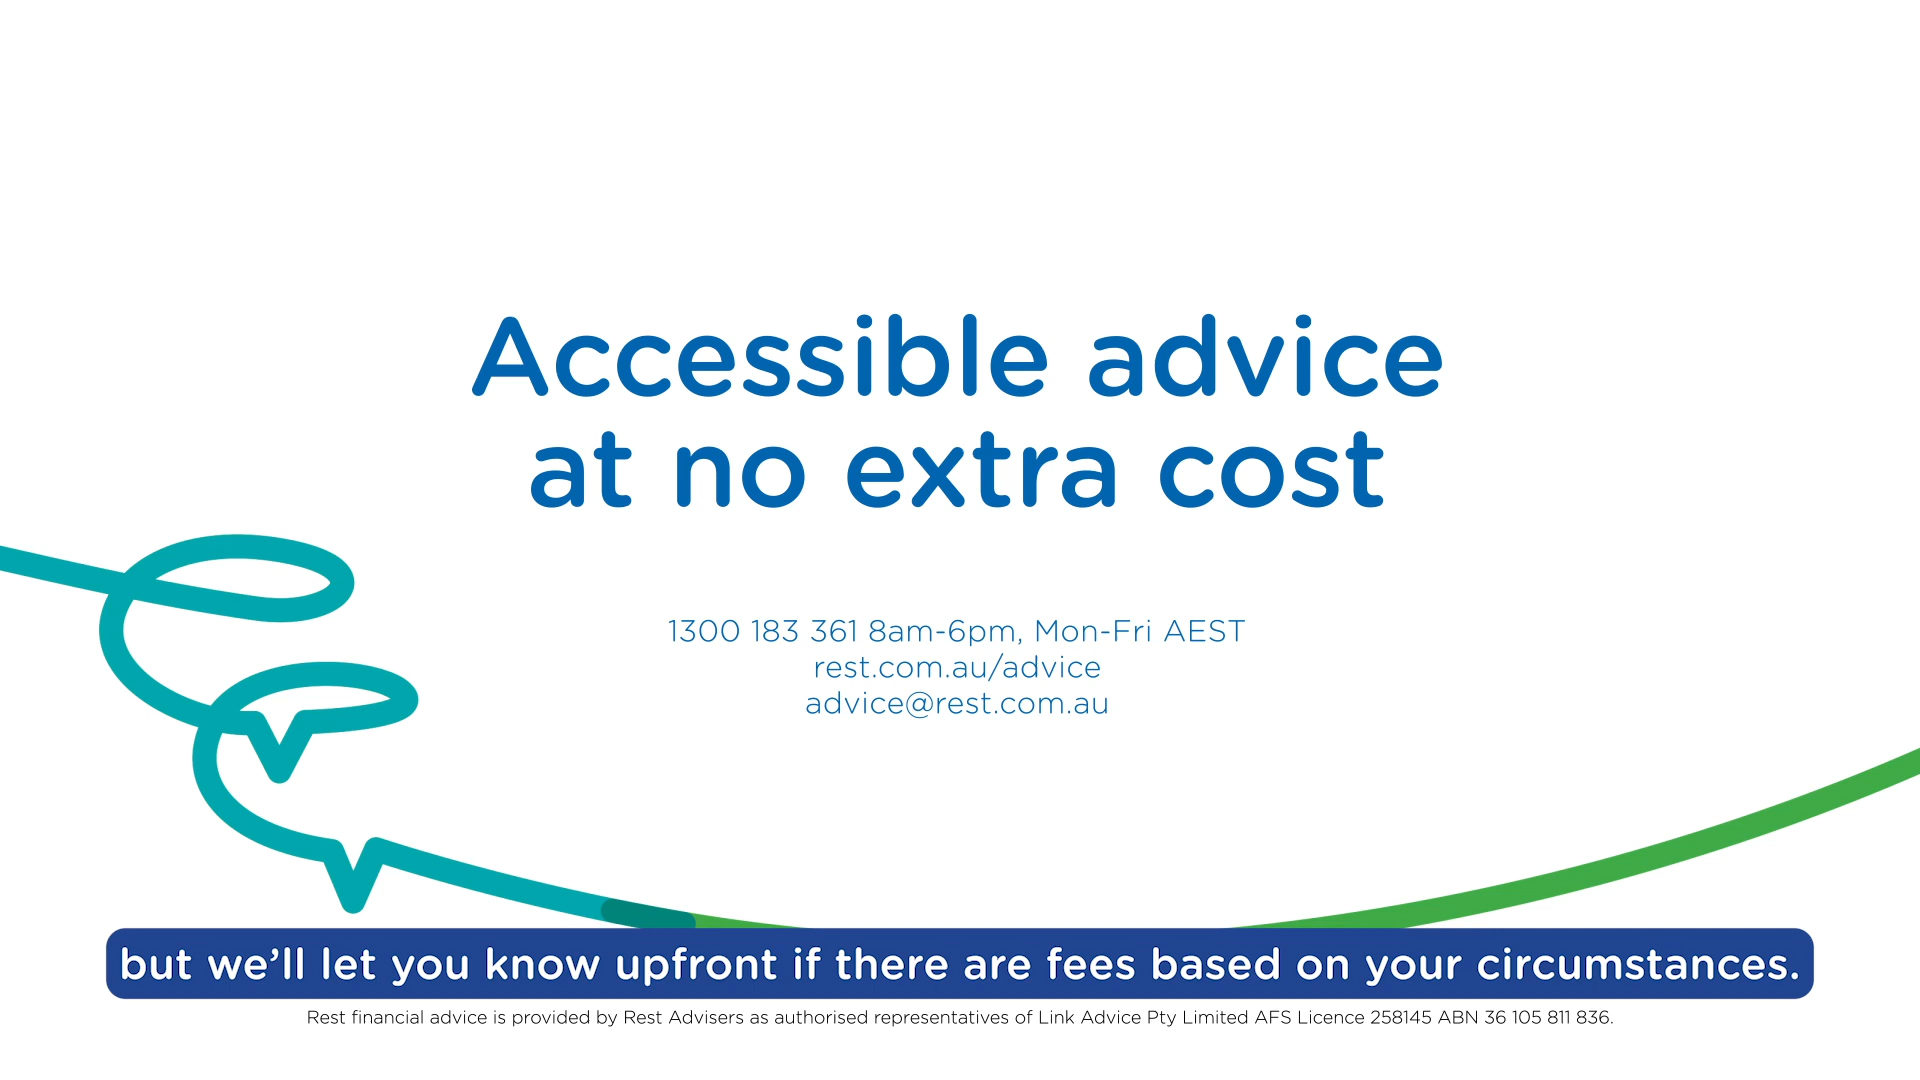 Accessible advice
at no extra cost
1300 183 361 8am-6pm, Mon-Fri AEST
rest.com.au/advice
advice@rest.com.au
but we’ll let you know upfront if there are fees based on your circumstances.
Rest financial advice is provided by Rest Advisers as authorised representatives of Link Advice Pty Limited AFS Licence 258145 ABN 36 105 811 836.